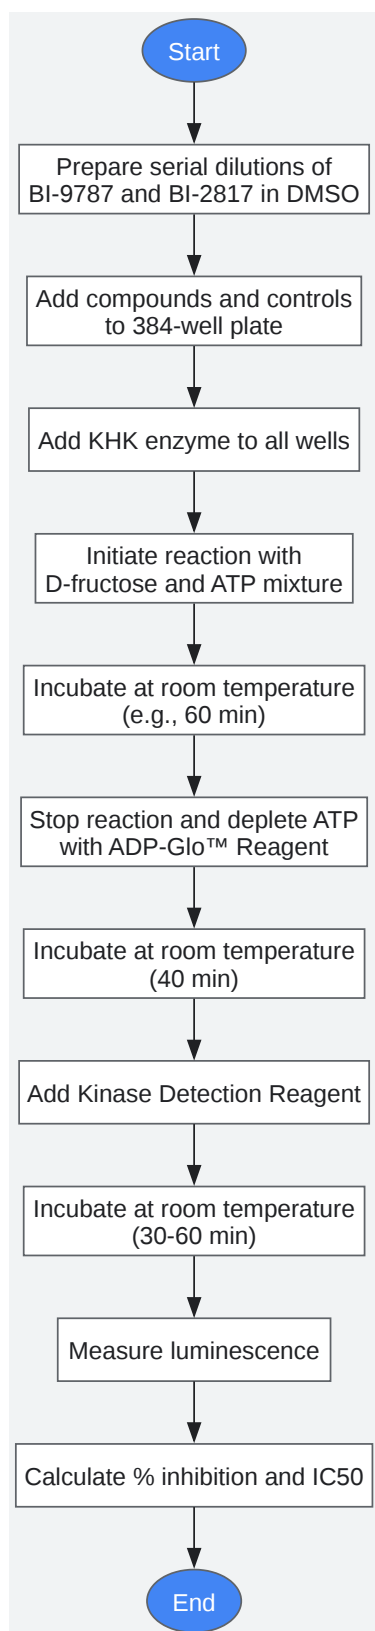 Start
Prepare serial dilutions of
BI-9787 and BI-2817 in DMSO
Add compounds and controls
to 384-well plate
Add KHK enzyme to all wells
Initiate reaction with
D-fructose and ATP mixture
Incubate at room temperature
(e.g., 60 min)
Stop reaction and deplete ATP
with ADP-Glo™ Reagent
Incubate at room temperature
(40 min)
Add Kinase Detection Reagent
Incubate at room temperature
(30-60 min)
Measure luminescence
Calculate % inhibition and IC50
End